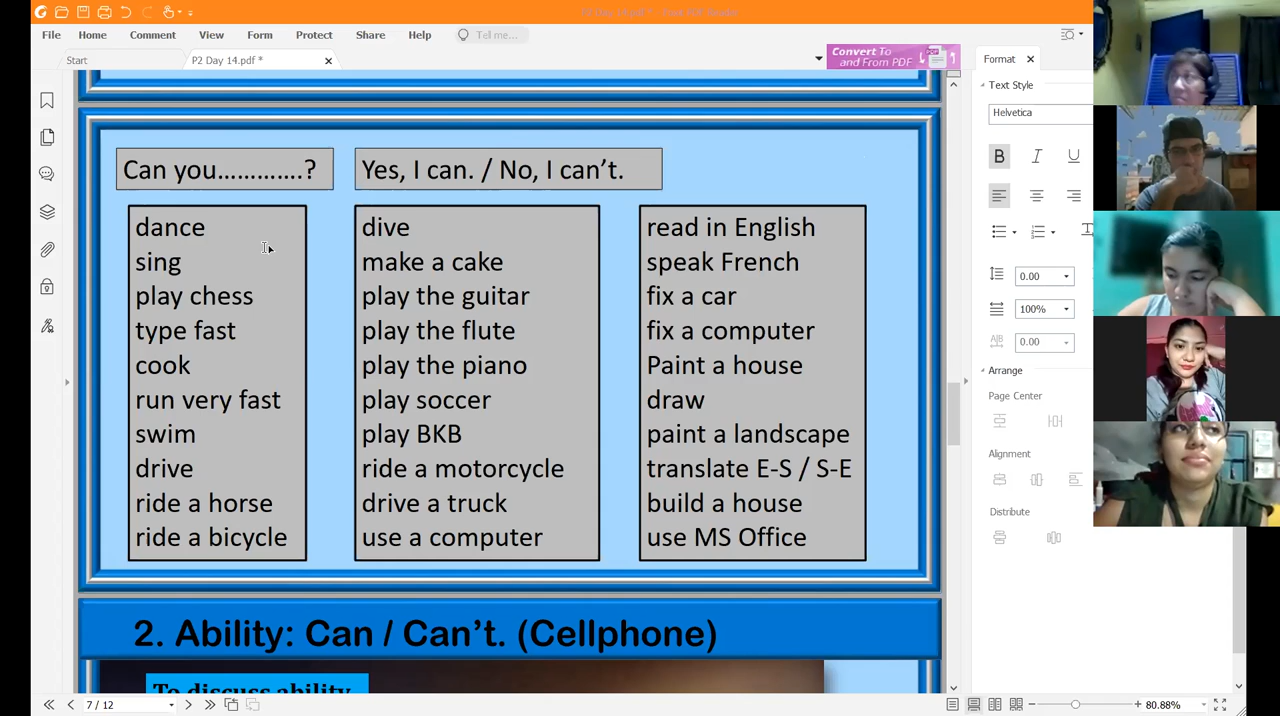 File Home Comment View Form Protect Share Help Tell me...
Start P2 Day 14.pdf *
Convert To
and From PDF
Format
Text Style
Helvetica
0.00
100%
0.00
Arrange
Page Center
Alignment
Distribute
Can you.............?
Yes, I can. / No, I can't.
dance
sing
play chess
type fast
cook
run very fast
swim
drive
ride a horse
ride a bicycle
dive
make a cake
play the guitar
play the flute
play the piano
play soccer
play BKB
ride a motorcycle
drive a truck
use a computer
read in English
speak French
fix a car
fix a computer
Paint a house
draw
paint a landscape
translate E-S / S-E
build a house
use MS Office
2. Ability: Can / Can't. (Cellphone)
To discuss ability
7 / 12
80.88%